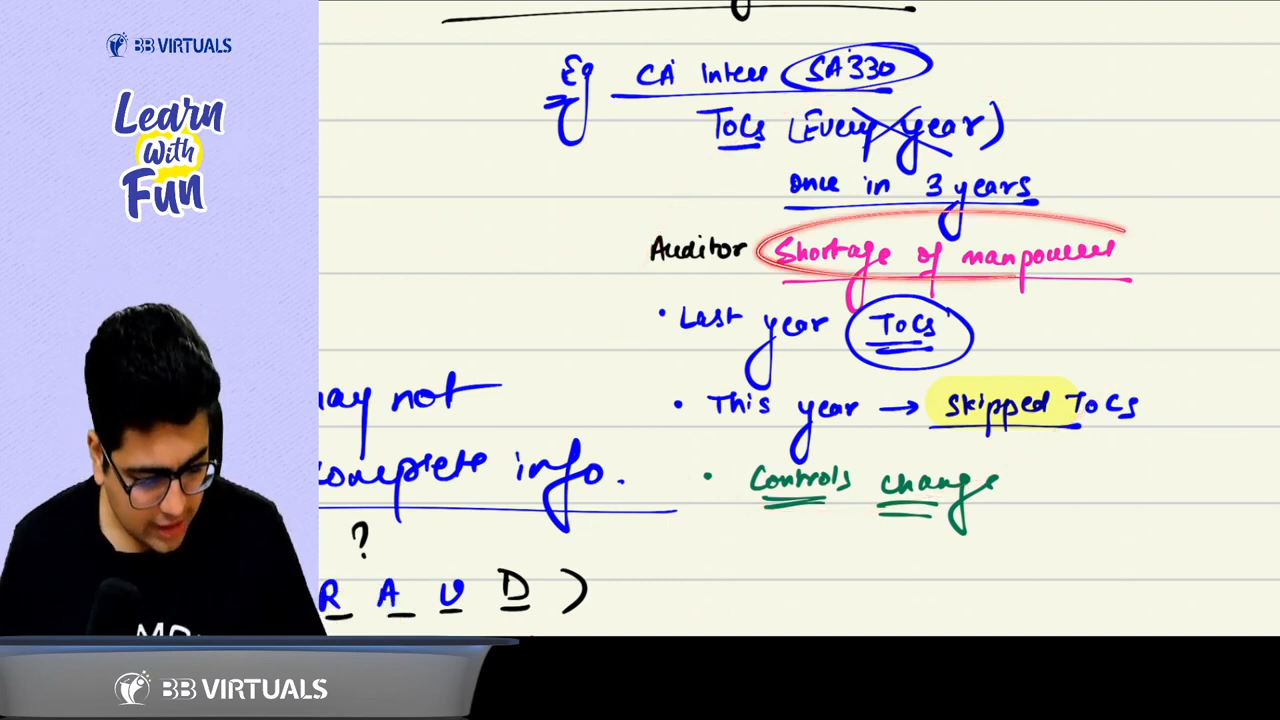 BB VIRTUALS
Learn
With
Fun
Eg CA Inter SA 330
TOCs (Every year)
once in 3 years
Auditor Shortage of manpower
• Last year TOCs
• This year → Skipped TOCs
may not
complete info.
• Controls change
?
R A U D )
BB VIRTUALS